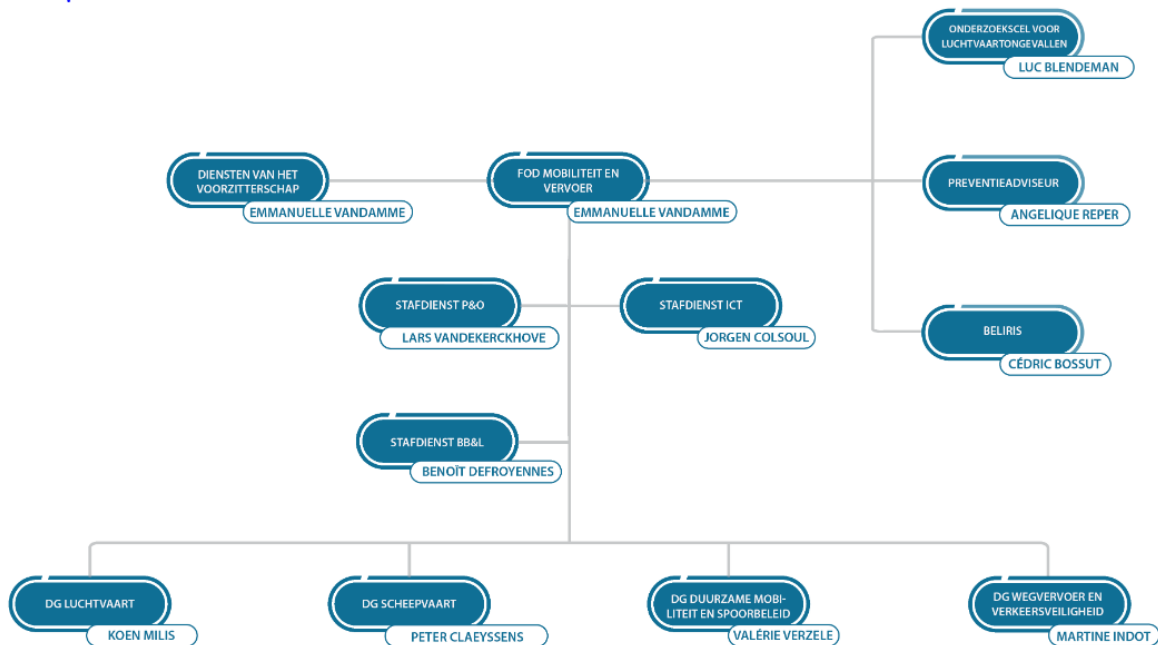 ONDERZOEKSCEL VOOR
LUCHTVAARTONGEVALLEN
LUC BLENDEMAN
DIENSTEN VAN HET
VOORZITTERSCHAP
EMMANUELLE VANDAMME
FOD MOBILITEIT EN
VERVOER
EMMANUELLE VANDAMME
PREVENTIEADVISEUR
ANGELIQUE REPER
STAFDIENST P&O
LARS VANDEKERCKHOVE
STAFDIENST ICT
JORGEN COLSOUL
BELIRIS
CÉDRIC BOSSUT
STAFDIENST BB&L
BENOÎT DEFROYENNES
DG LUCHTVAART
KOEN MILIS
DG SCHEEPVAART
PETER CLAEYSSENS
DG DUURZAME MOBI-
LITEIT EN SPOORBELEID
VALÉRIE VERZELE
DG WEGVERVOER EN
VERKEERSVEILIGHEID
MARTINE INDOT